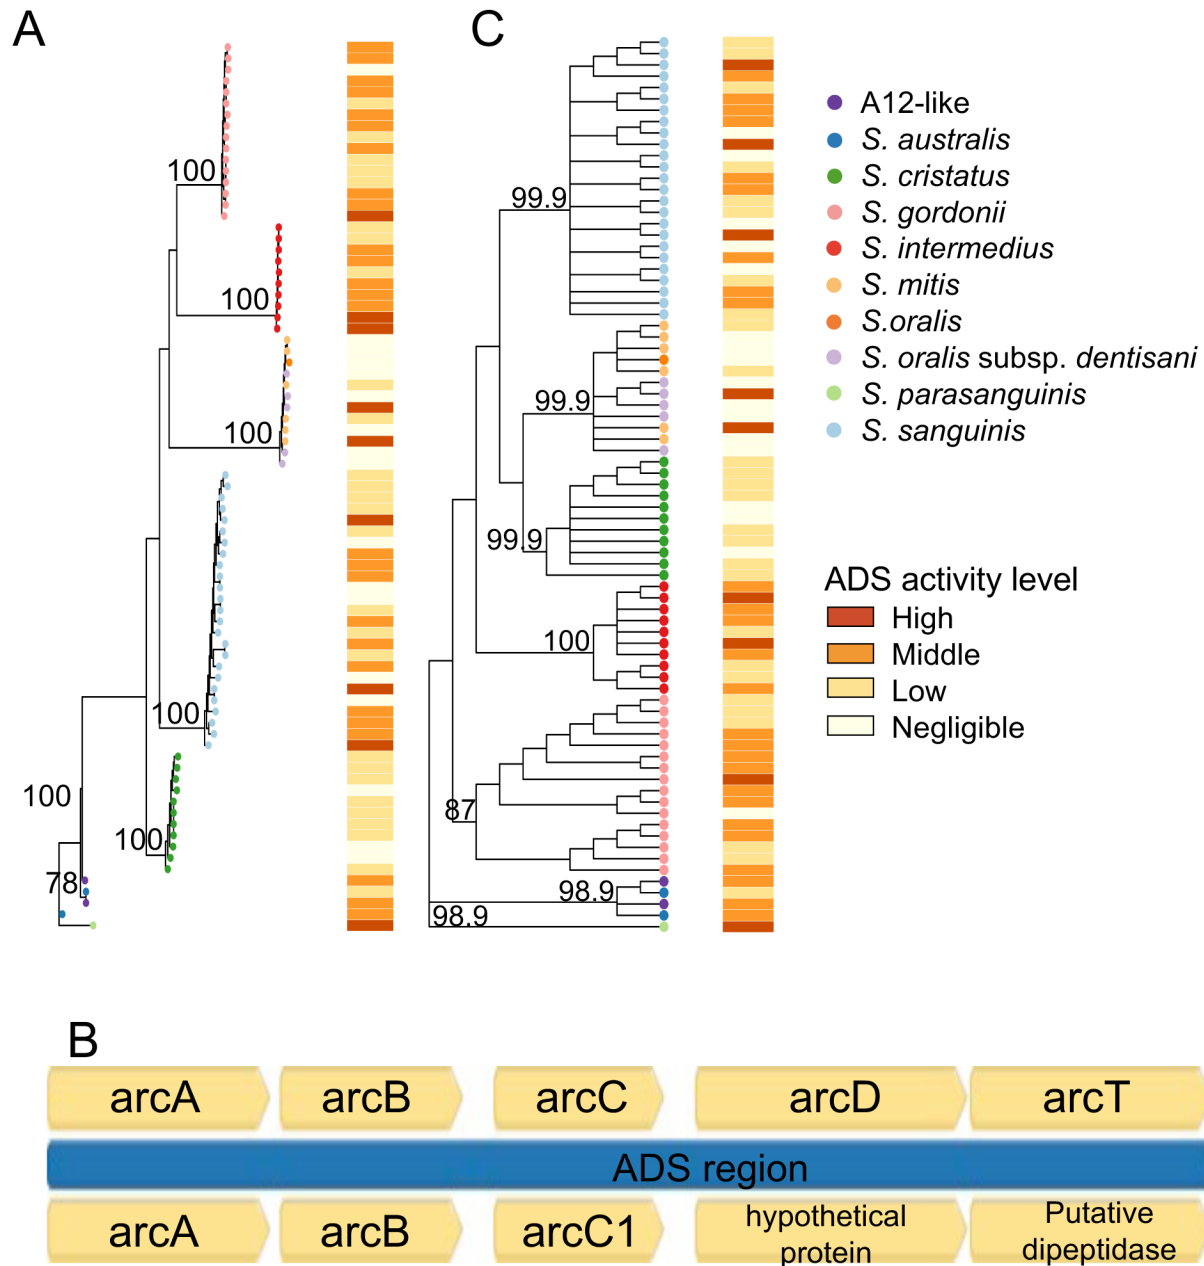 A
100
100
100
100
100
100
78
C
99.9
99.9
99.9
100
87
98.9
98.9
A12-like
S. australis
S. cristatus
S. gordonii
S. intermedius
S. mitis
S.oralis
S. oralis subsp. dentisani
S. parasanguinis
S. sanguinis
ADS activity level
High
Middle
Low
Negligible
B
arcA arcB arcC arcD arcT
ADS region
arcA arcB arcC1 hypothetical protein Putative dipeptidase